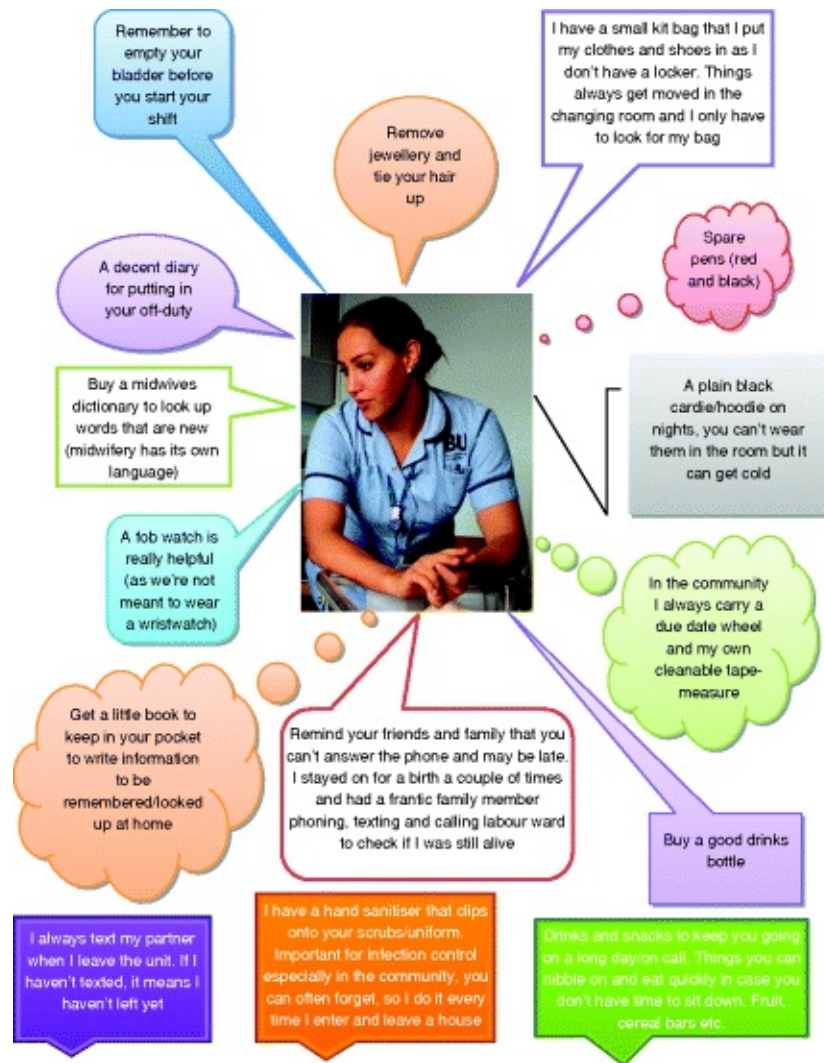 Remember to
empty your
bladder before
you start your
shift
Remove
jewellery and
tie your hair
up
I have a small kit bag that I put
my clothes and shoes in as I
don't have a locker. Things
always get moved in the
changing room and I only have
to look for my bag
A decent diary
for putting in
your off-duty
Spare
pens (red
and black)
Buy a midwives
dictionary to look up
words that are new
(midwifery has its own
language)
A plain black
cardie/hoodie on
nights, you can't wear
them in the room but it
can get cold
BU
A fob watch is
really helpful
(as we're not
meant to wear
a wristwatch)
In the community
I always carry a
due date wheel
and my own
cleanable tape-
measure
Get a little book to
keep in your pocket
to write information
to be
remembered/looked
up at home
Remind your friends and family that you
can't answer the phone and may be late.
I stayed on for a birth a couple of times
and had a frantic family member
phoning, texting and calling labour ward
to check if I was still alive
Buy a good drinks
bottle
I always text my partner
when I leave the unit. If I
haven't texted, it means I
haven't left yet
I have a hand sanitiser that clips
onto your scrubs/uniform.
Important for infection control
especially in the community, you
can often forget, so I do it every
time I enter and leave a house
Drinks and snacks to keep you going
on a long day/on call. Things you can
nibble on and eat quickly in case you
don't have time to sit down. Fruit,
cereal bars etc.